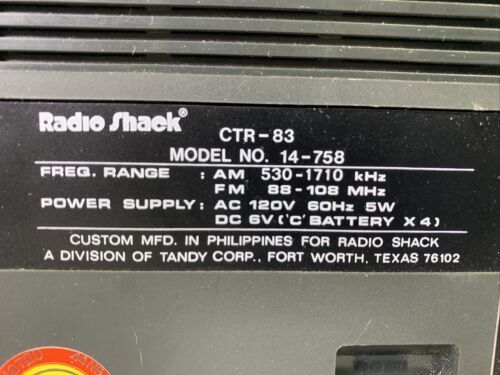 Radio Shack®
CTR-83
MODEL NO. 14-758
FREQ. RANGE : AM 530-1710 kHz
FM 88-108 MHz
POWER SUPPLY : AC 120V 60Hz 5W
DC 6V ('C' BATTERY X 4)
CUSTOM MFD. IN PHILIPPINES FOR RADIO SHACK
A DIVISION OF TANDY CORP., FORT WORTH, TEXAS 76102